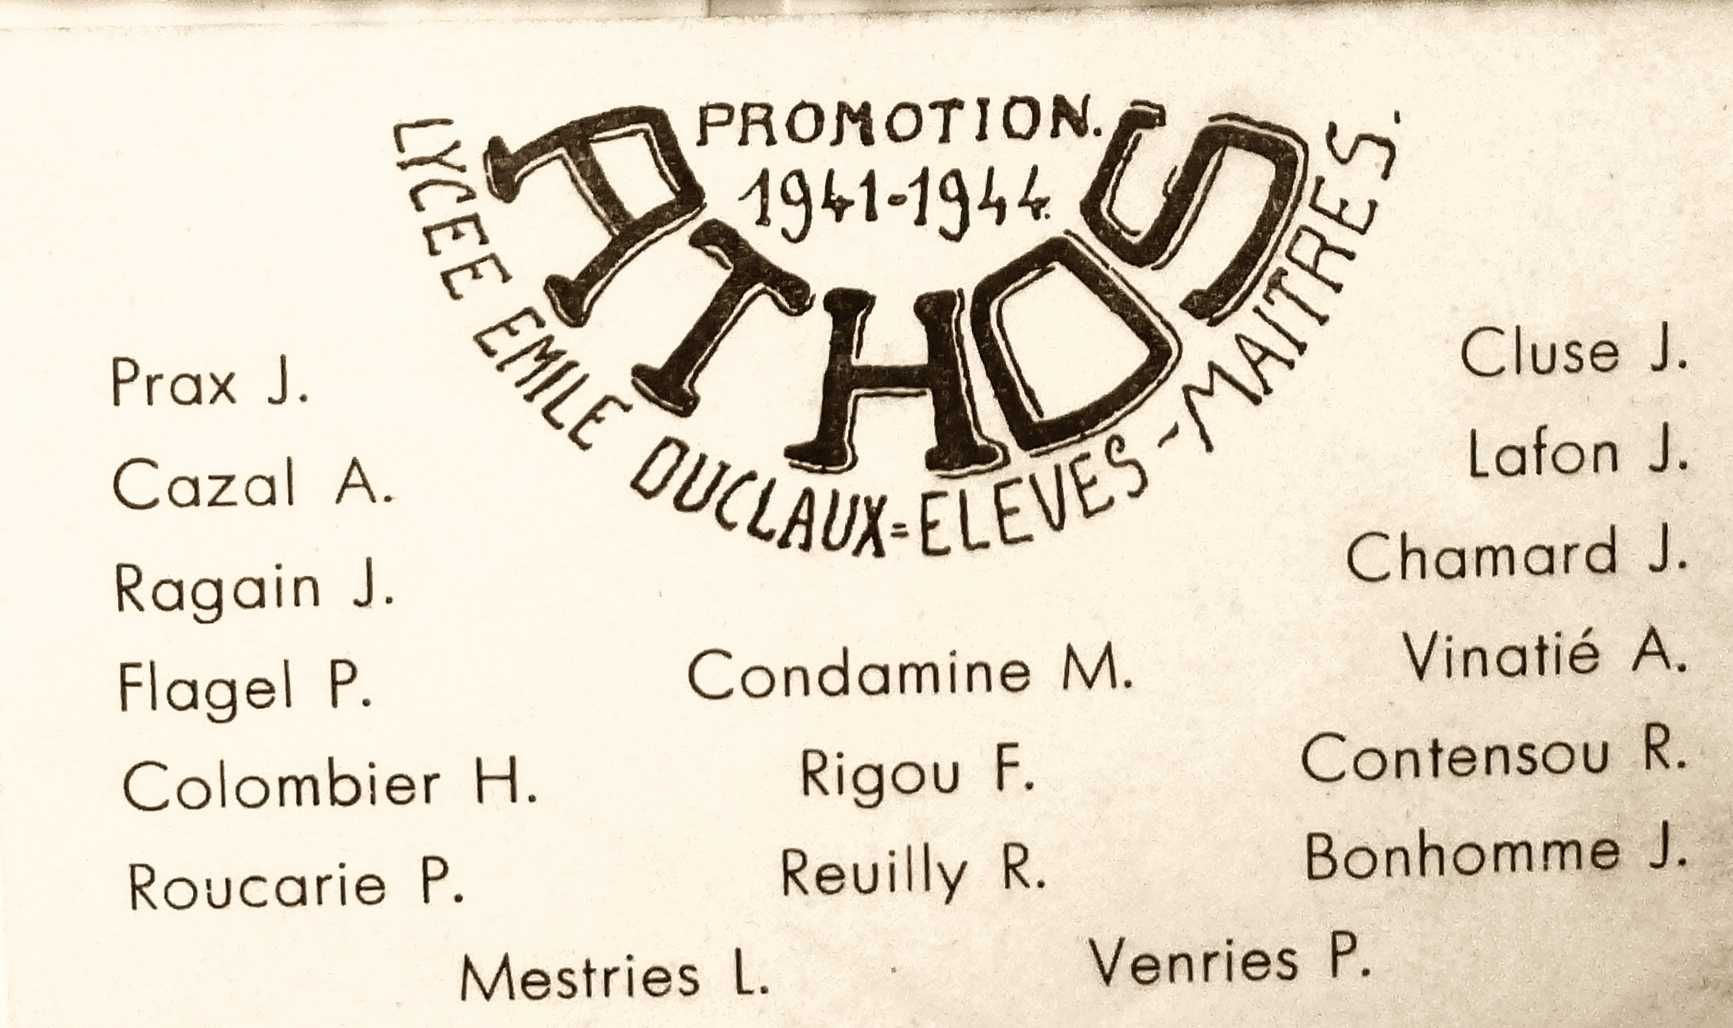 PROMOTION.
1941-1944.
ATHOS
LYCEE EMILE DUCLAUX=ELEVES-MAITRES.
Prax J.
Cazal A.
Ragain J.
Flagel P.
Colombier H.
Roucarie P.
Mestries L.
Condamine M.
Rigou F.
Reuilly R.
Venries P.
Cluse J.
Lafon J.
Chamard J.
Vinatié A.
Contensou R.
Bonhomme J.